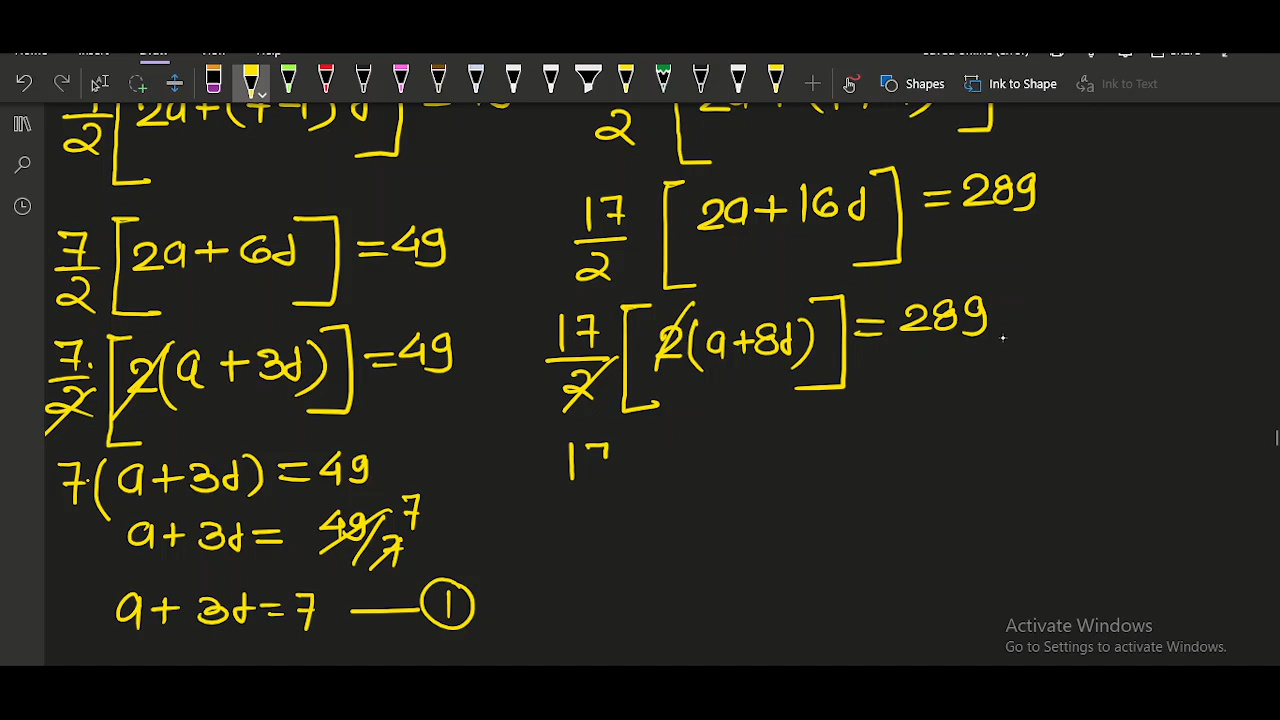 Shapes
Ink to Shape
Ink to Text
7/2 [2a+6d] =49
7/2 [2(a+3d)] =49
7(a+3d)=49
a+3d= 49/7 7
a+3d=7 —— 1
17/2 [2a+16d] =289
17/2 [2(a+8d)] =289
17
Activate Windows
Go to Settings to activate Windows.